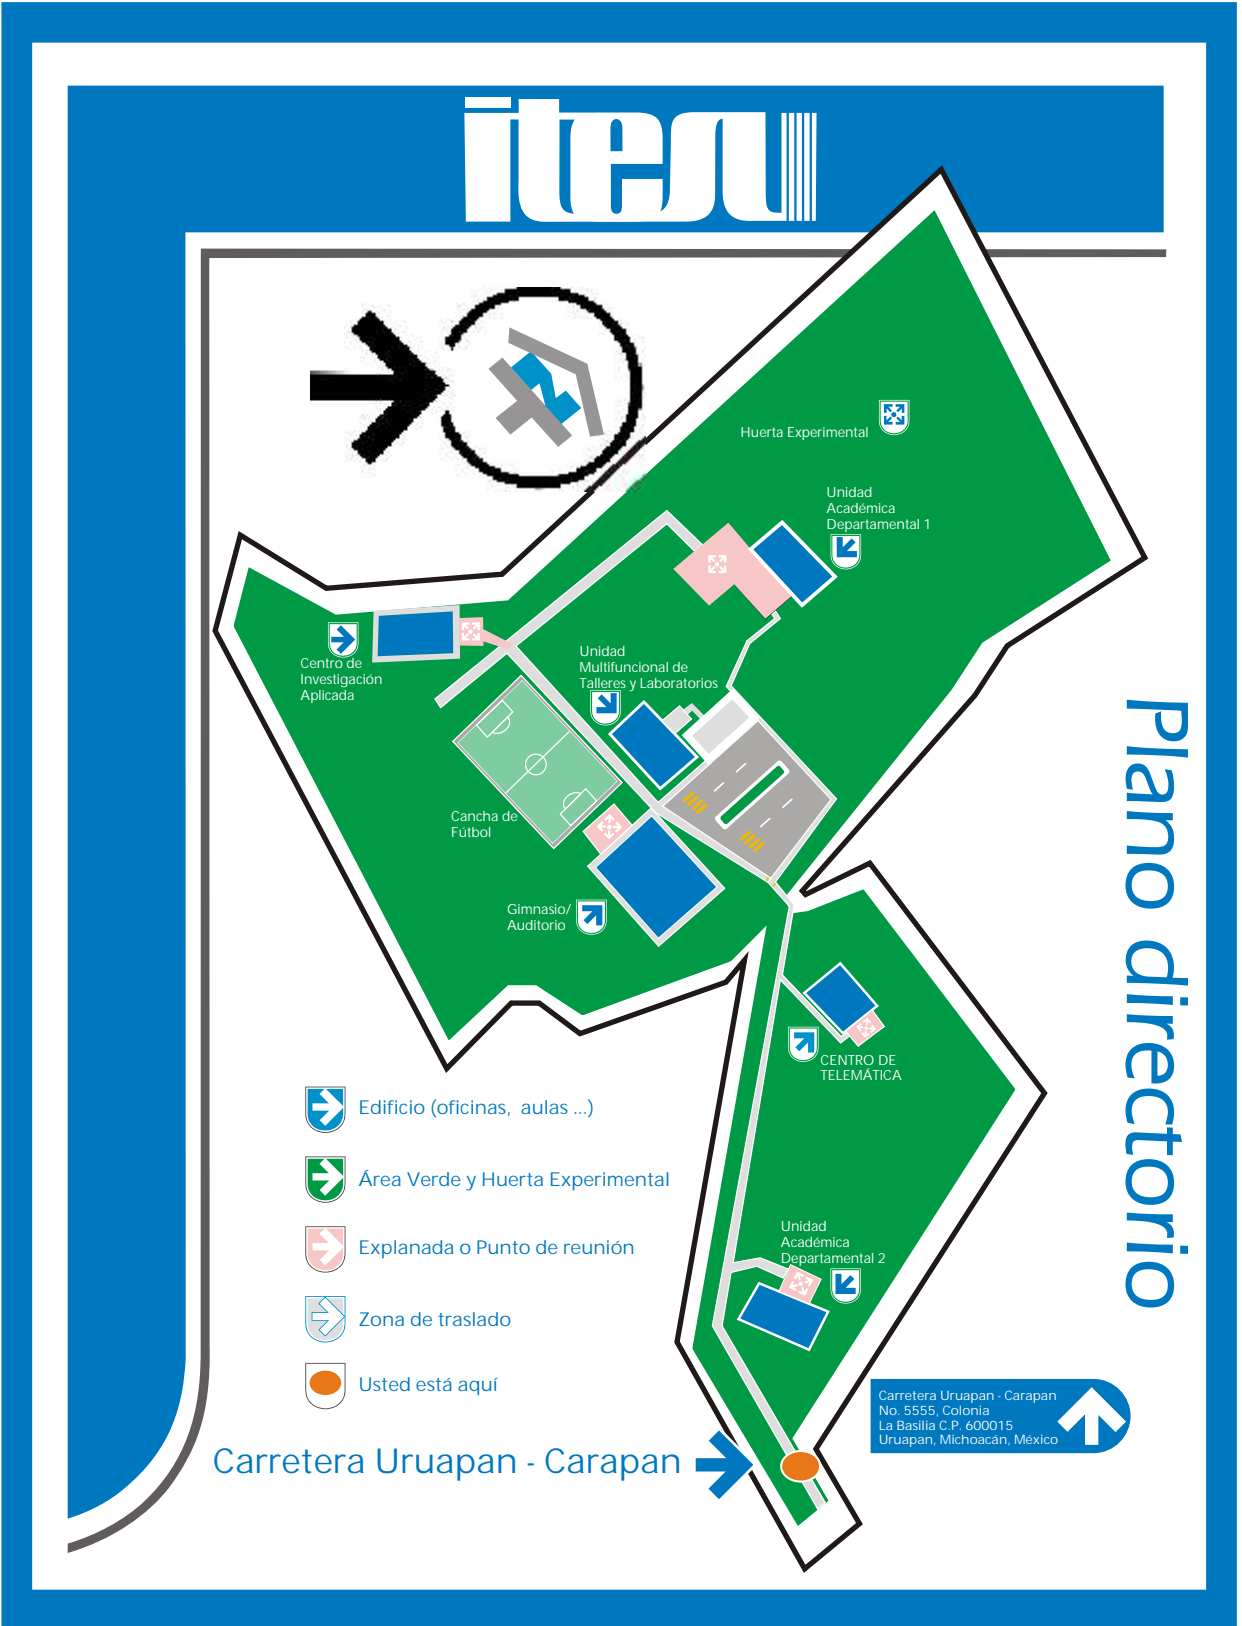 itesu
Huerta Experimental
Unidad
Académica
Departamental 1
Centro de
Investigación
Aplicada
Unidad
Multifuncional de
Talleres y Laboratorios
Cancha de
Fútbol
Gimnasio/
Auditorio
Plano directorio
CENTRO DE
TELEMÁTICA
Edificio (oficinas, aulas ...)
Área Verde y Huerta Experimental
Explanada o Punto de reunión
Zona de traslado
Usted está aquí
Unidad
Académica
Departamental 2
Carretera Uruapan - Carapan
No. 5555, Colonia
La Basilia C.P. 600015
Uruapan, Michoacán, México
Carretera Uruapan - Carapan